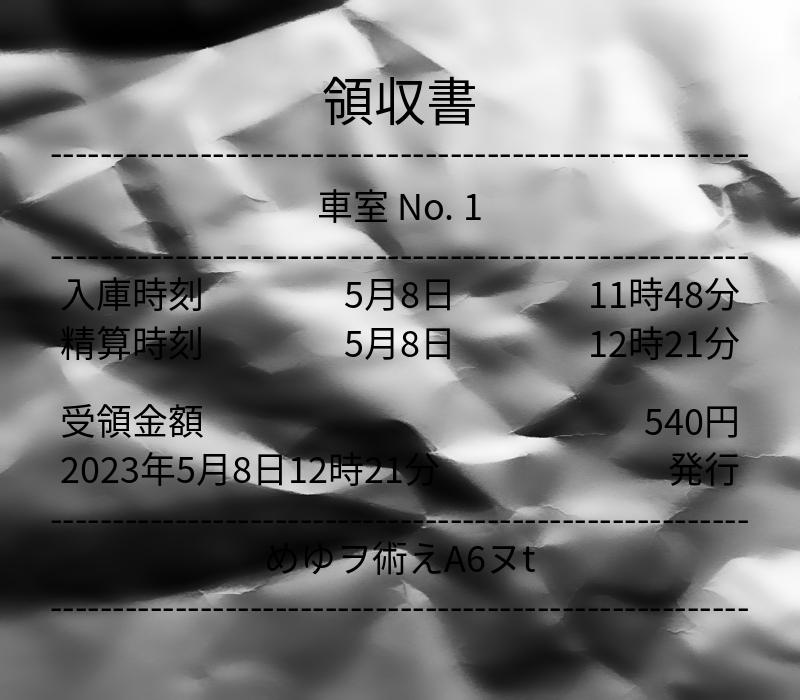 領収書
車室 No. 1
入庫時刻 5月8日 11時48分
精算時刻 5月8日 12時21分
受領金額 540円
2023年5月8日12時21分 発行
めゆヲ術えA6ヌt